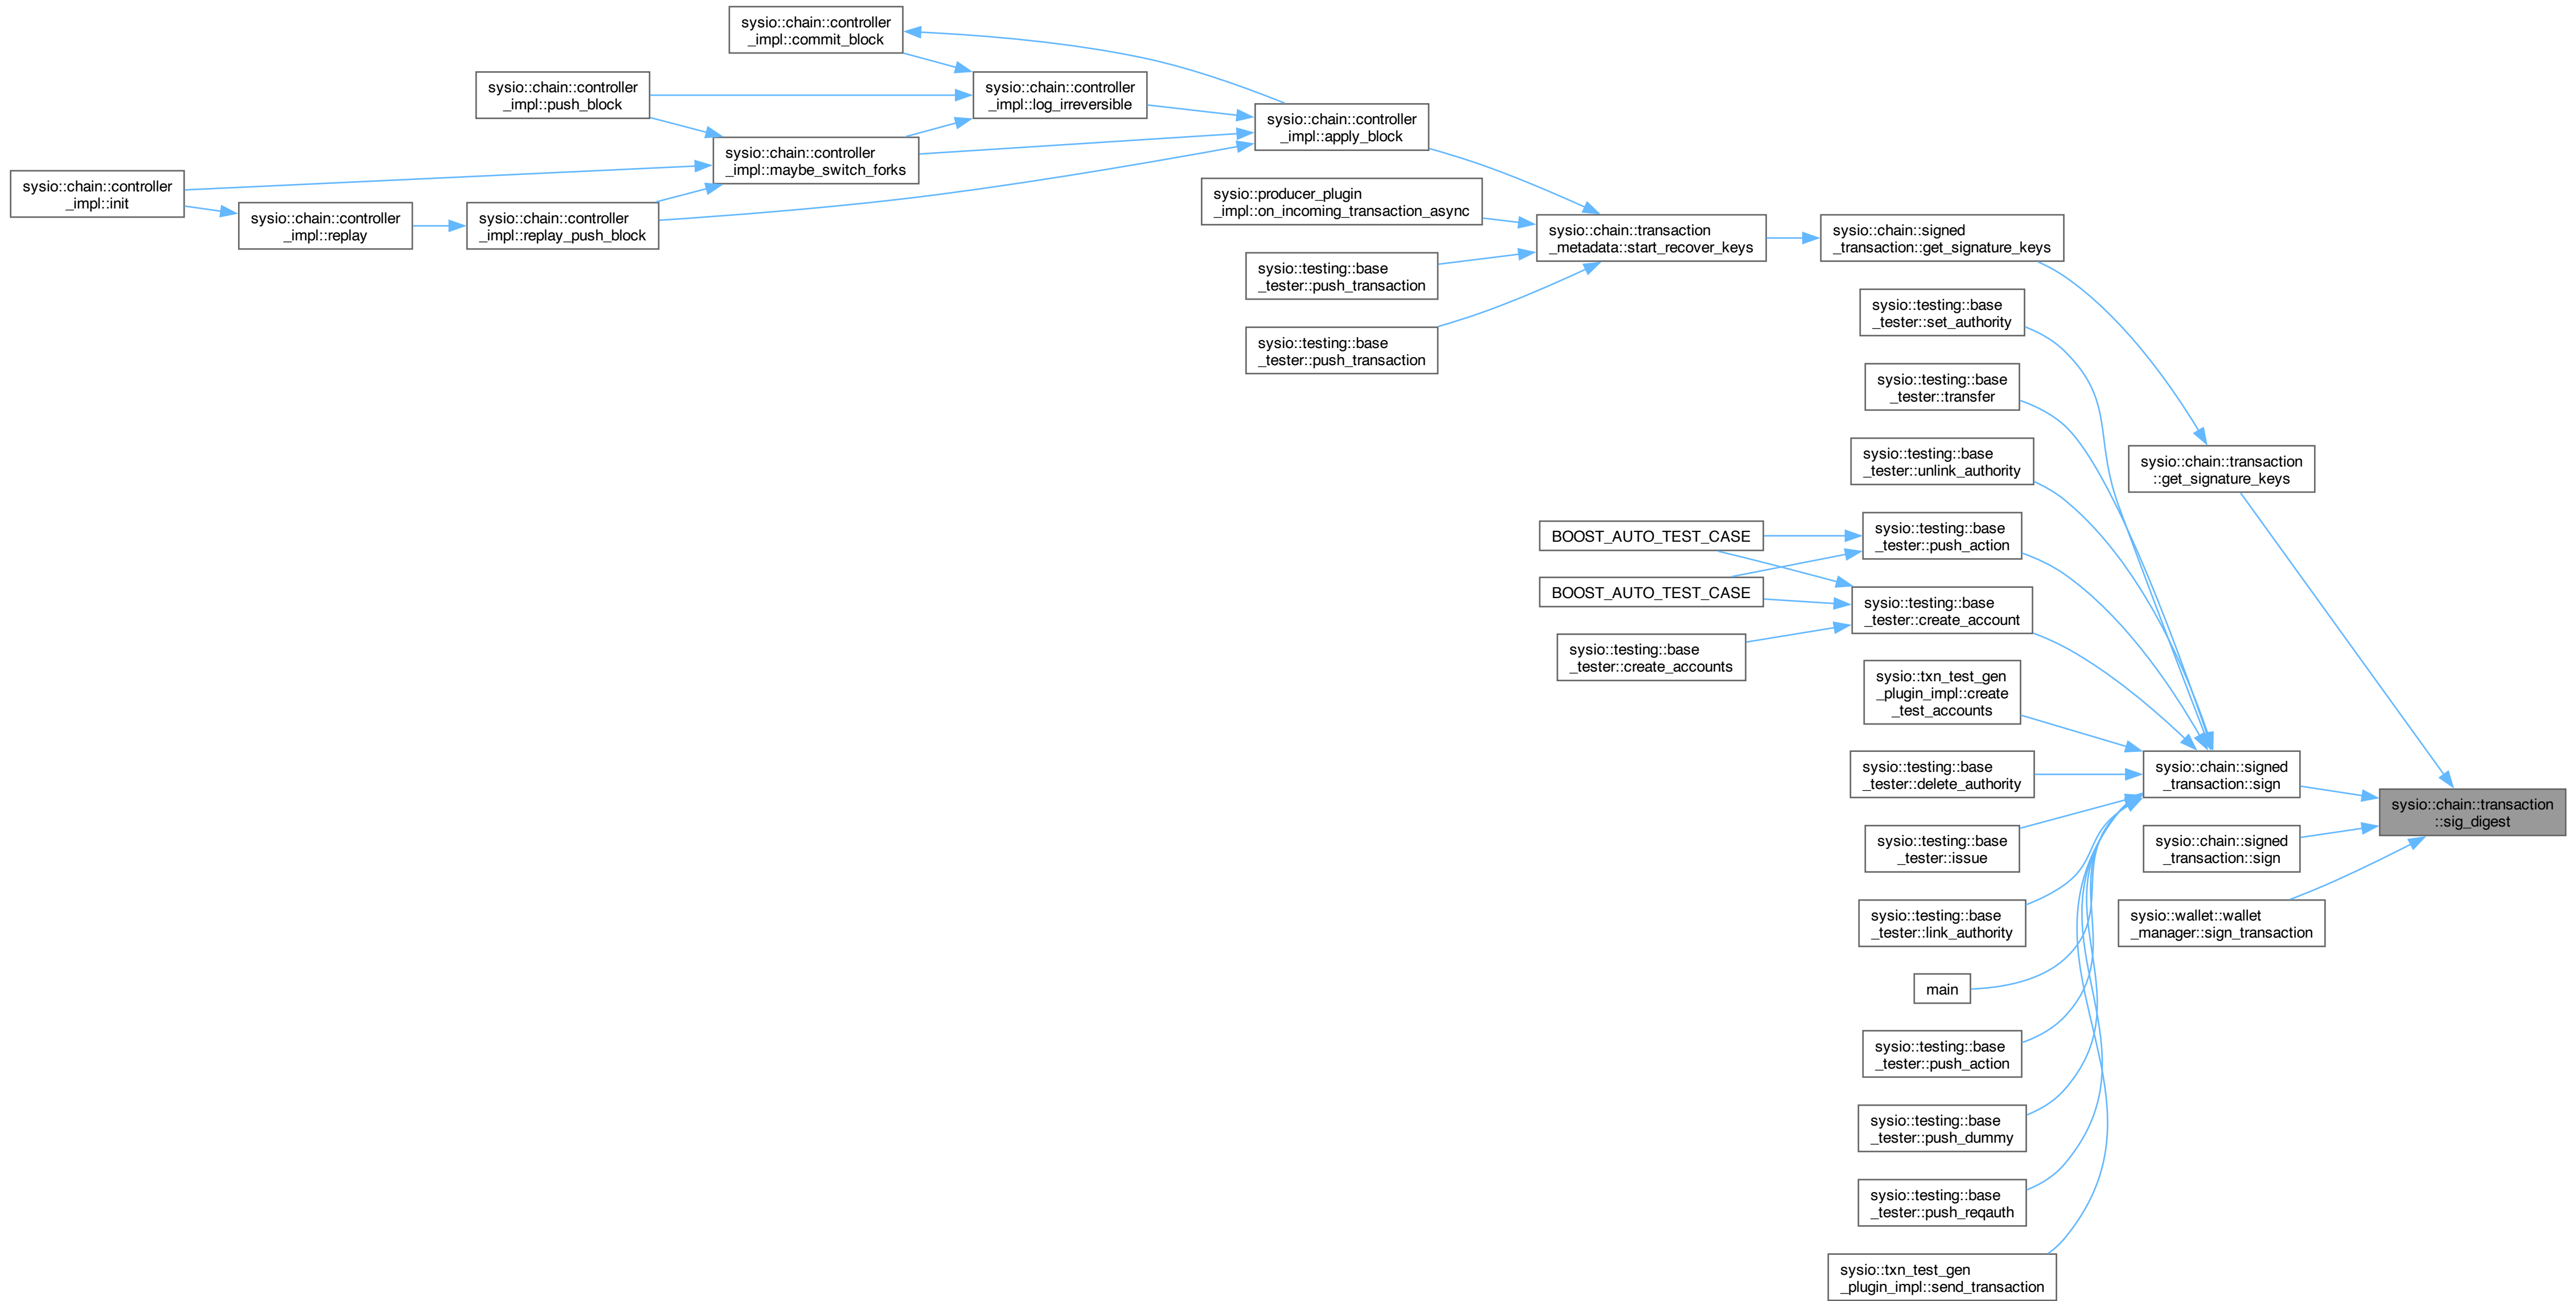 sysio::chain::controller
_impl::commit_block
sysio::chain::controller
_impl::push_block
sysio::chain::controller
_impl::log_irreversible
sysio::chain::controller
_impl::apply_block
sysio::chain::controller
_impl::maybe_switch_forks
sysio::chain::controller
_impl::init
sysio::chain::controller
_impl::replay
sysio::chain::controller
_impl::replay_push_block
sysio::producer_plugin
_impl::on_incoming_transaction_async
sysio::chain::transaction
_metadata::start_recover_keys
sysio::chain::signed
_transaction::get_signature_keys
sysio::testing::base
_tester::push_transaction
sysio::testing::base
_tester::push_transaction
sysio::testing::base
_tester::set_authority
sysio::testing::base
_tester::transfer
sysio::testing::base
_tester::unlink_authority
sysio::chain::transaction
::get_signature_keys
BOOST_AUTO_TEST_CASE
sysio::testing::base
_tester::push_action
BOOST_AUTO_TEST_CASE
sysio::testing::base
_tester::create_account
sysio::testing::base
_tester::create_accounts
sysio::txn_test_gen
_plugin_impl::create
_test_accounts
sysio::testing::base
_tester::delete_authority
sysio::chain::signed
_transaction::sign
sysio::chain::transaction
::sig_digest
sysio::testing::base
_tester::issue
sysio::chain::signed
_transaction::sign
sysio::testing::base
_tester::link_authority
sysio::wallet::wallet
_manager::sign_transaction
main
sysio::testing::base
_tester::push_action
sysio::testing::base
_tester::push_dummy
sysio::testing::base
_tester::push_reqauth
sysio::txn_test_gen
_plugin_impl::send_transaction